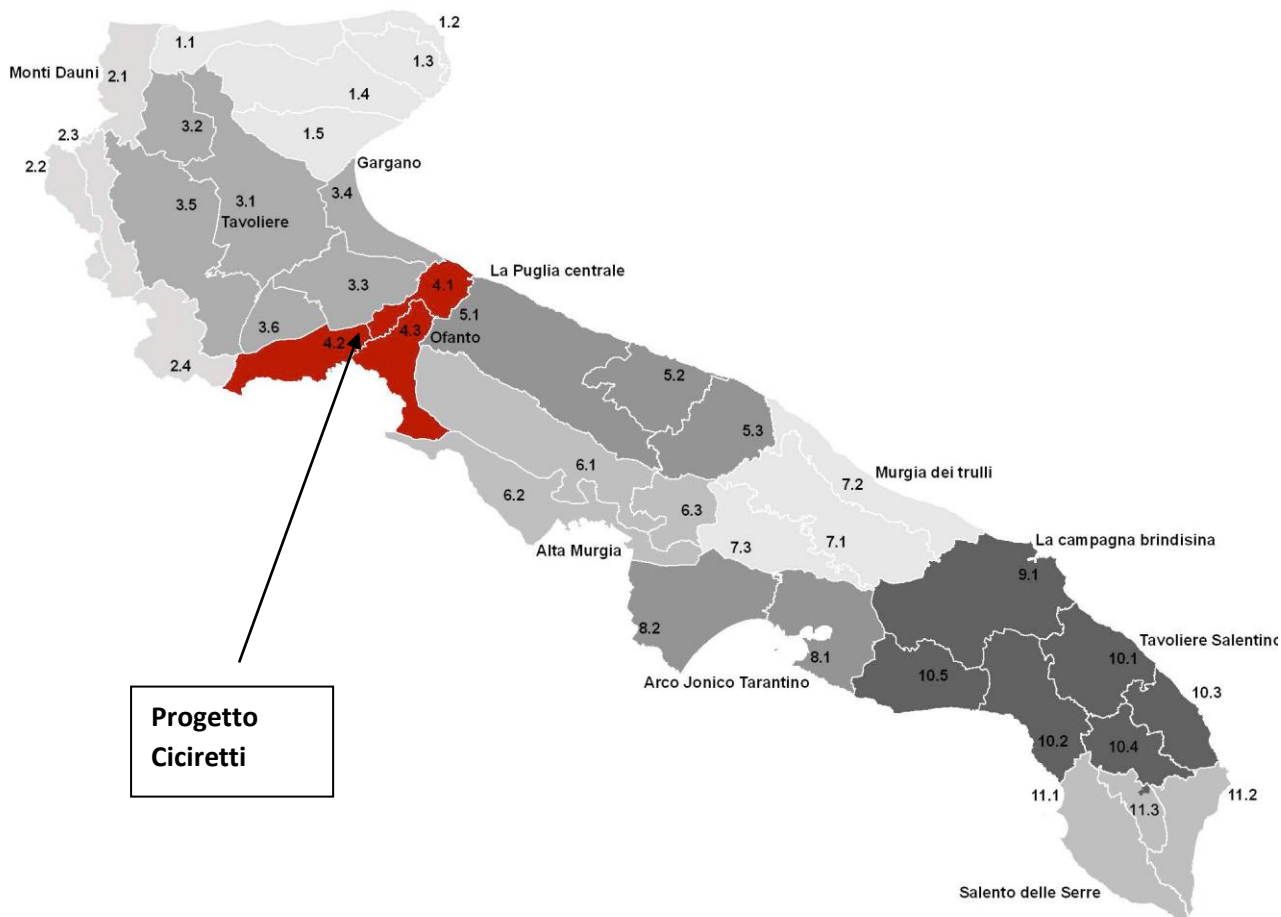 1.2
1.1
1.3
Monti Dauni
2.1
1.4
3.2
1.5
2.3
2.2
Gargano
3.4
3.5
3.1
Tavoliere
La Puglia centrale
3.3
4.1
5.1
3.6
4.3
Ofanto
4.2
2.4
5.2
5.3
6.1
Murgia dei trulli
7.2
6.2
6.3
Alta Murgia
7.3
7.1
La campagna brindisina
9.1
8.2
Tavoliere Salentino
8.1
10.1
Arco Jonico Tarantino
10.5
10.3
Progetto
Ciciretti
10.2
10.4
11.1
11.3
11.2
Salento delle Serre